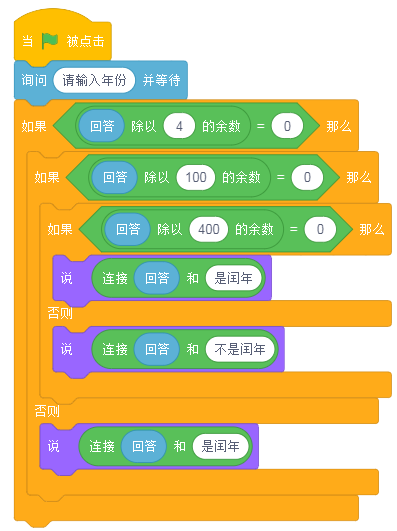 当 被点击
询问 请输入年份 并等待
如果 回答 除以 4 的余数 = 0 那么
如果 回答 除以 100 的余数 = 0 那么
如果 回答 除以 400 的余数 = 0 那么
说 连接 回答 和 是闰年
否则
说 连接 回答 和 不是闰年
否则
说 连接 回答 和 是闰年